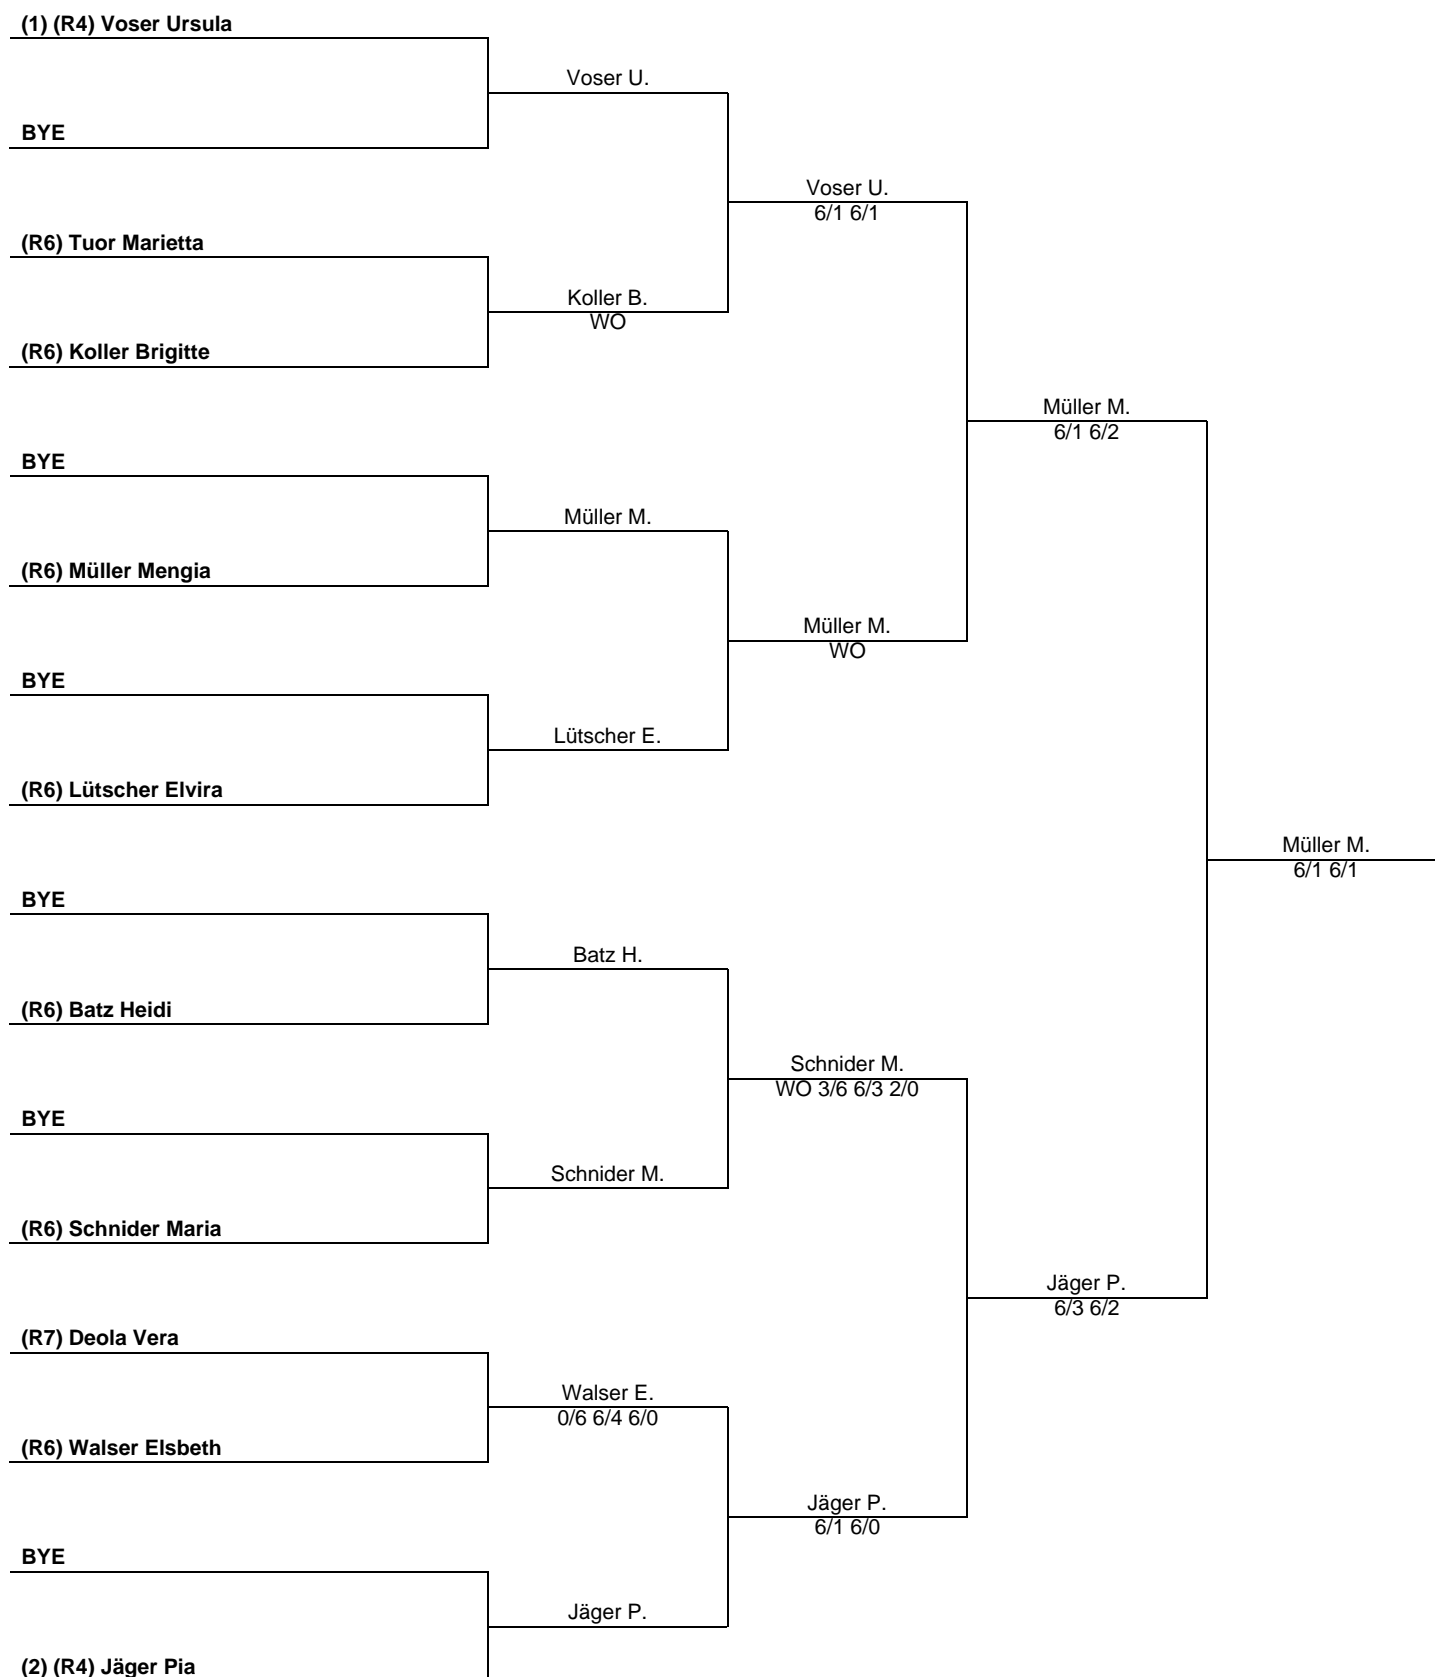 (1) (R4) Voser Ursula
Voser U.
BYE
Voser U.
6/1 6/1
(R6) Tuor Marietta
Koller B.
WO
(R6) Koller Brigitte
Müller M.
6/1 6/2
BYE
Müller M.
(R6) Müller Mengia
Müller M.
WO
BYE
Lütscher E.
(R6) Lütscher Elvira
Müller M.
6/1 6/1
BYE
Batz H.
(R6) Batz Heidi
Schnider M.
WO 3/6 6/3 2/0
BYE
Schnider M.
(R6) Schnider Maria
Jäger P.
6/3 6/2
(R7) Deola Vera
Walser E.
0/6 6/4 6/0
(R6) Walser Elsbeth
Jäger P.
6/1 6/0
BYE
Jäger P.
(2) (R4) Jäger Pia